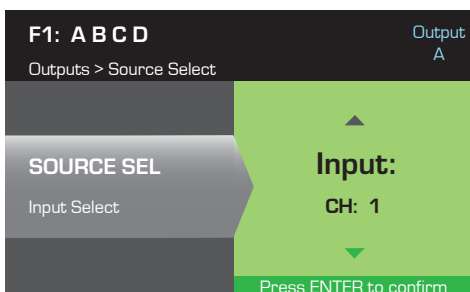 F1: A B C D
Output
A
Outputs > Source Select
SOURCE SEL
Input Select
Input:
CH: 1
Press ENTER to confirm